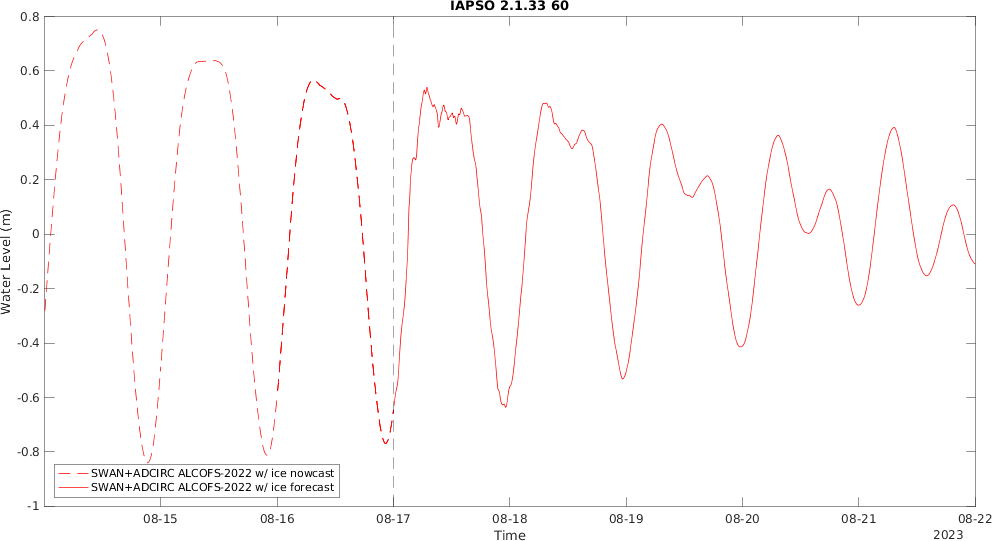 IAPSO 2.1.33 60
Water Level (m)
0.8
0.6
0.4
0.2
0
-0.2
-0.4
-0.6
-0.8
-1
SWAN+ADCIRC ALCOFS-2022 w/ ice nowcast
SWAN+ADCIRC ALCOFS-2022 w/ ice forecast
08-15 08-16 08-17 08-18 08-19 08-20 08-21 08-22
Time
2023